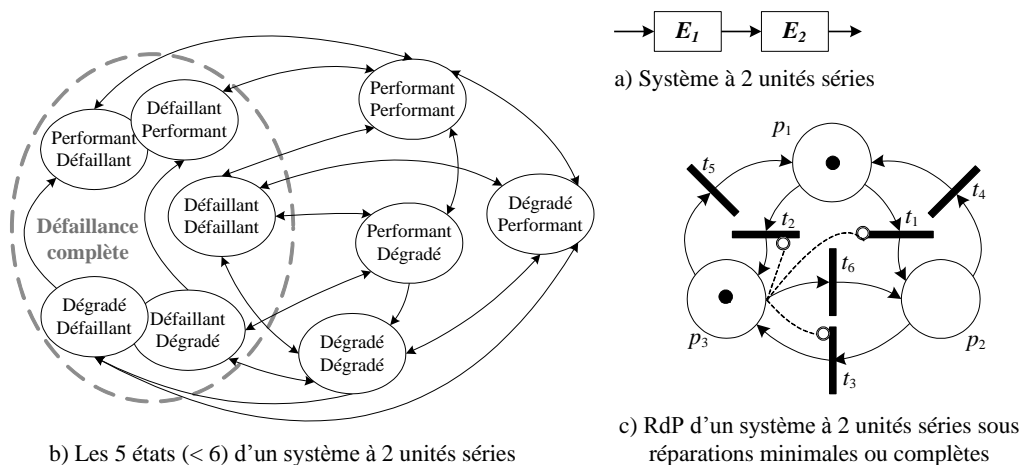 E1
E2
a) Système à 2 unités séries
Performant
Défaillant
Défaillant
Performant
Performant
Performant
Défaillant
Défaillant
Performant
Dégradé
Dégradé
Performant
Défaillance
complète
Dégradé
Défaillant
Défaillant
Dégradé
Dégradé
Dégradé
b) Les 5 états (< 6) d'un système à 2 unités séries
p1
t5
t4
t2
t1
t6
p3
p2
t3
c) RdP d'un système à 2 unités séries sous
réparations minimales ou complètes